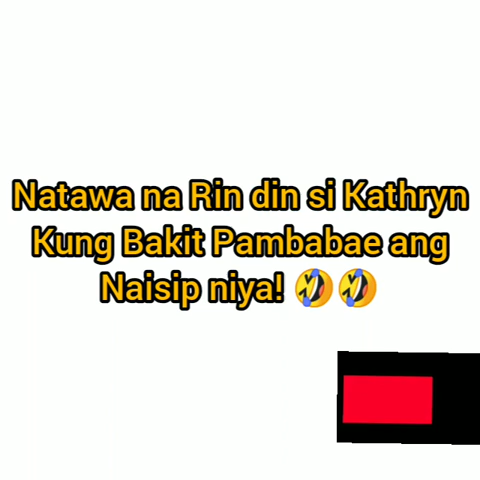 Natawa na Rin din si Kathryn
Kung Bakit Pambabae ang
Naisip niya! 🤣🤣